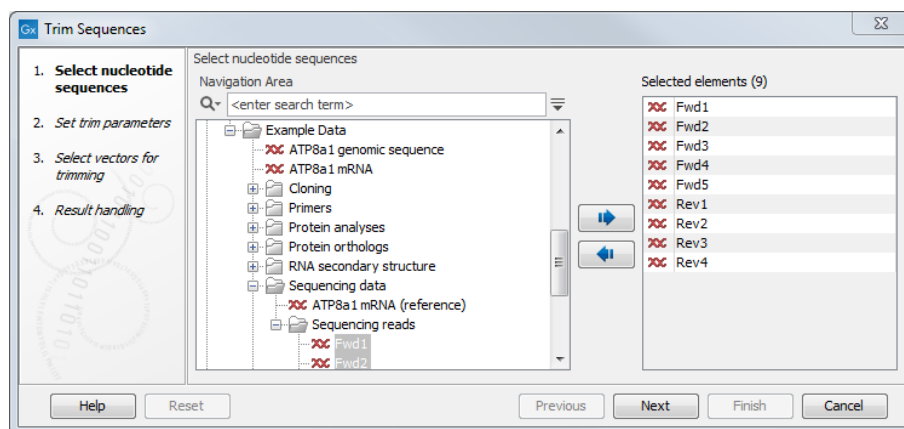 Gx Trim Sequences
1. Select nucleotide
sequences
2. Set trim parameters
3. Select vectors for
trimming
4. Result handling
Select nucleotide sequences
Navigation Area
<enter search term>
Example Data
ATP8a1 genomic sequence
ATP8a1 mRNA
Cloning
Primers
Protein analyses
Protein orthologs
RNA secondary structure
Sequencing data
ATP8a1 mRNA (reference)
Sequencing reads
Fwd1
Fwd2
Selected elements (9)
Fwd1
Fwd2
Fwd3
Fwd4
Fwd5
Rev1
Rev2
Rev3
Rev4
Help
Reset
Previous
Next
Finish
Cancel